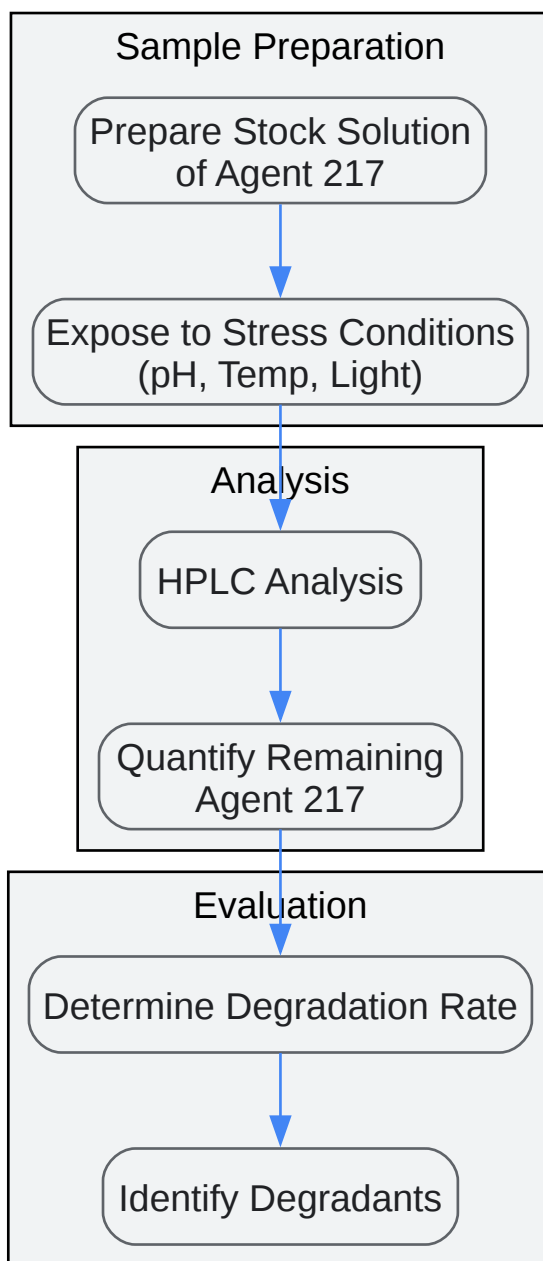 Sample Preparation
Prepare Stock Solution
of Agent 217
Expose to Stress Conditions
(pH, Temp, Light)
Analysis
HPLC Analysis
Quantify Remaining
Agent 217
Evaluation
Determine Degradation Rate
Identify Degradants